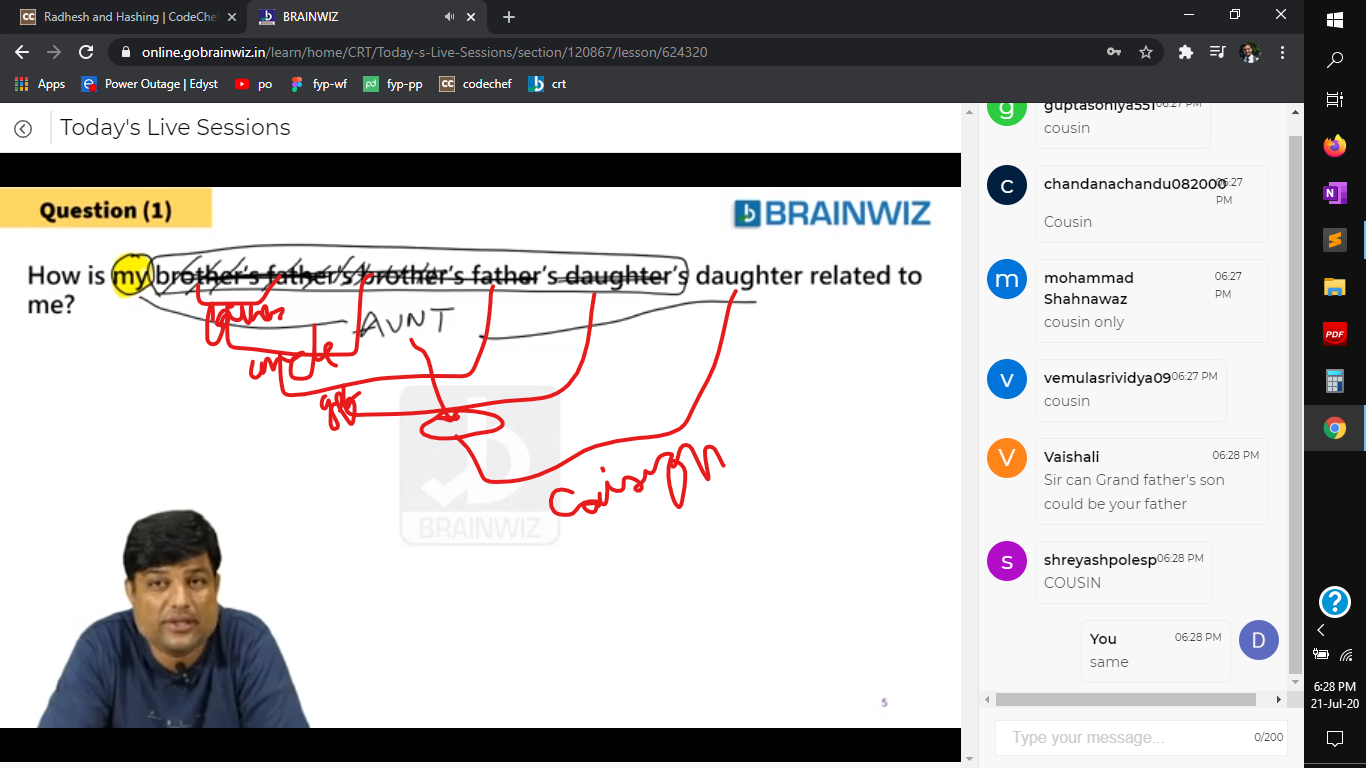 Radhesh and Hashing | CodeChe
BRAINWIZ
online.gobrainwiz.in/learn/home/CRT/Today-s-Live-Sessions/section/120867/lesson/624320
Apps
Power Outage | Edyst
po
fyp-wf
fyp-pp
codechef
crt
Today's Live Sessions
Question (1)
BRAINWIZ
How is my brother's father's brother's father's daughter's daughter related to
me?
father
AUNT
uncle
BRAINWIZ
5
guptasoniya551 06:27 PM
cousin
chandanachandu082000 06:27
PM
Cousin
mohammad 06:27
Shahnawaz PM
cousin only
vemulasrividya09 06:27 PM
cousin
Vaishali 06:28 PM
Sir can Grand father's son
could be your father
shreyashpolesp 06:28 PM
COUSIN
You 06:28 PM
same
Type your message...
0/200
6:28 PM
21-Jul-20